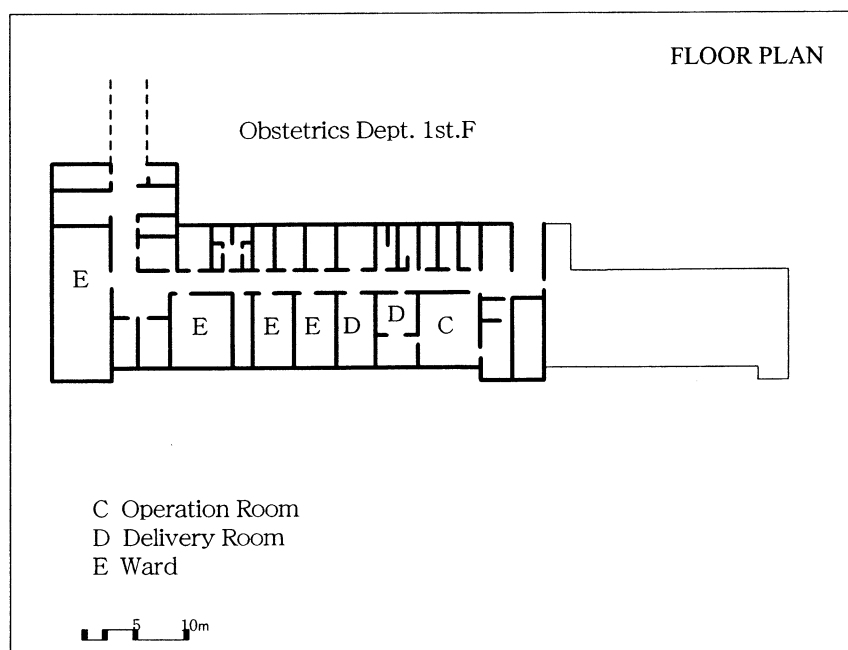 FLOOR PLAN
Obstetrics Dept. 1st.F
E
E
E
E
D
D
C
C Operation Room
D Delivery Room
E Ward
5 10m